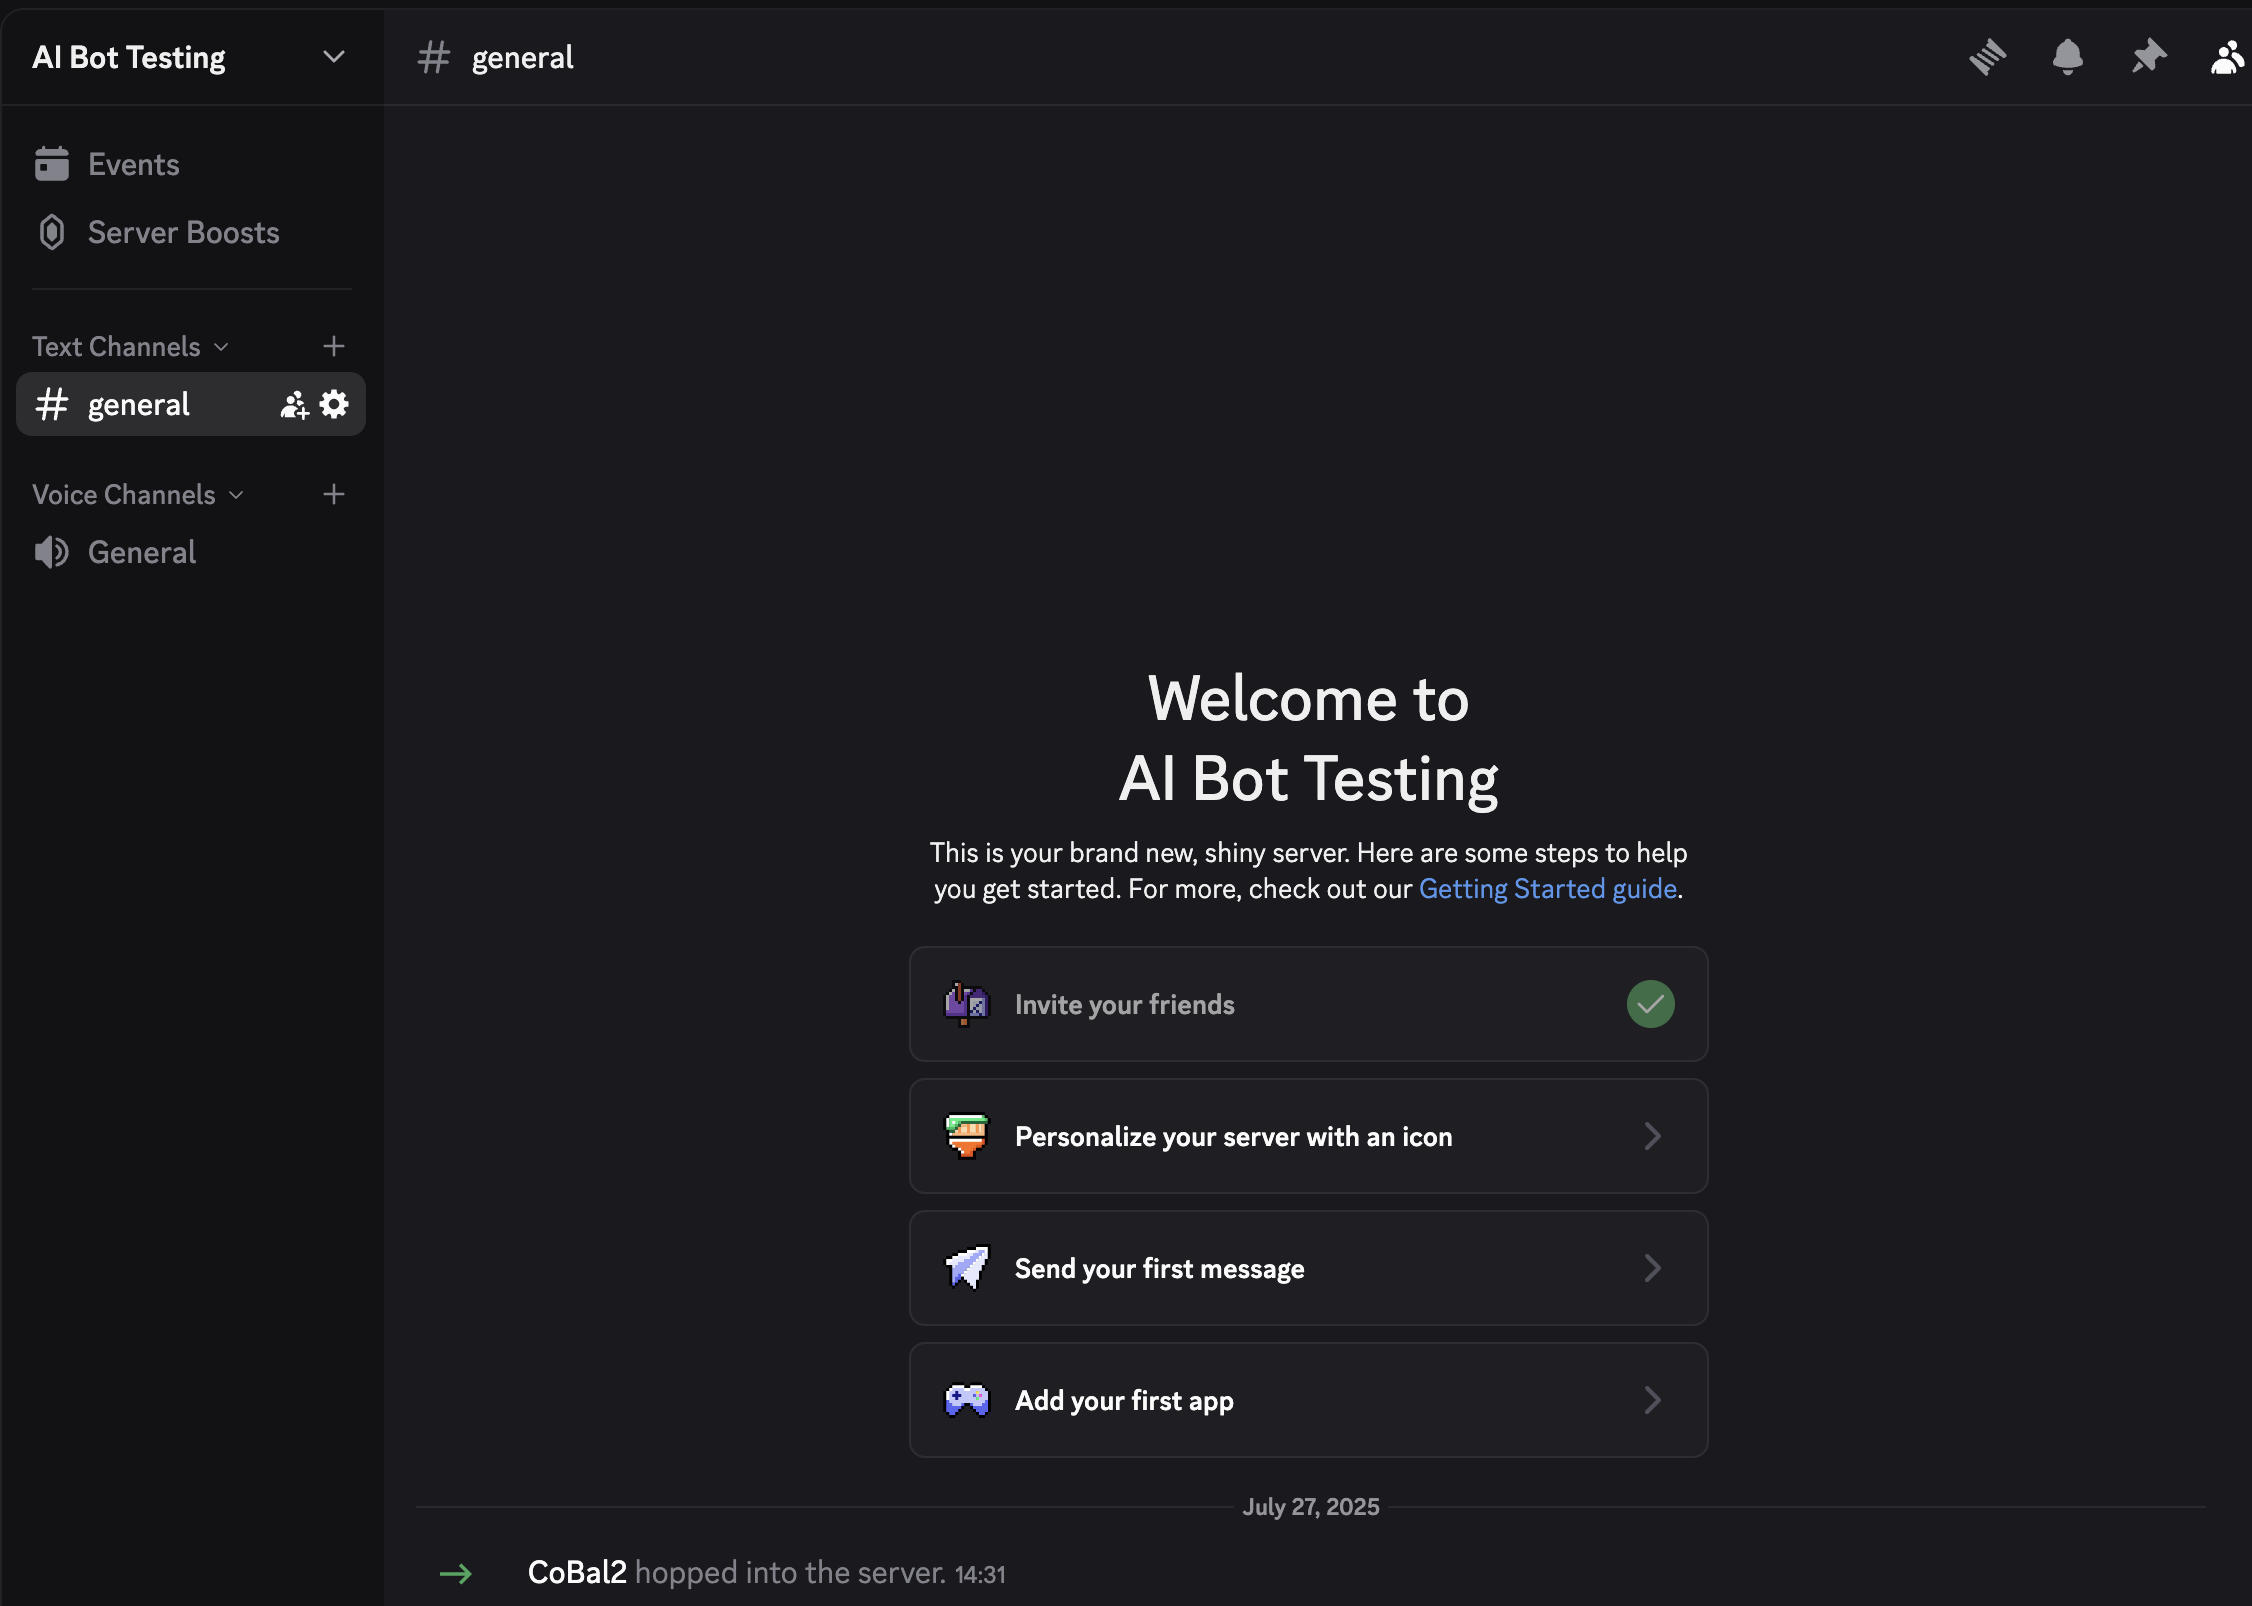 AI Bot Testing
Events
Server Boosts
Text Channels
general
Voice Channels
General
general
Welcome to
AI Bot Testing
This is your brand new, shiny server. Here are some steps to help
you get started. For more, check out our Getting Started guide.
Invite your friends
Personalize your server with an icon
Send your first message
Add your first app
July 27, 2025
CoBal2 hopped into the server. 14:31